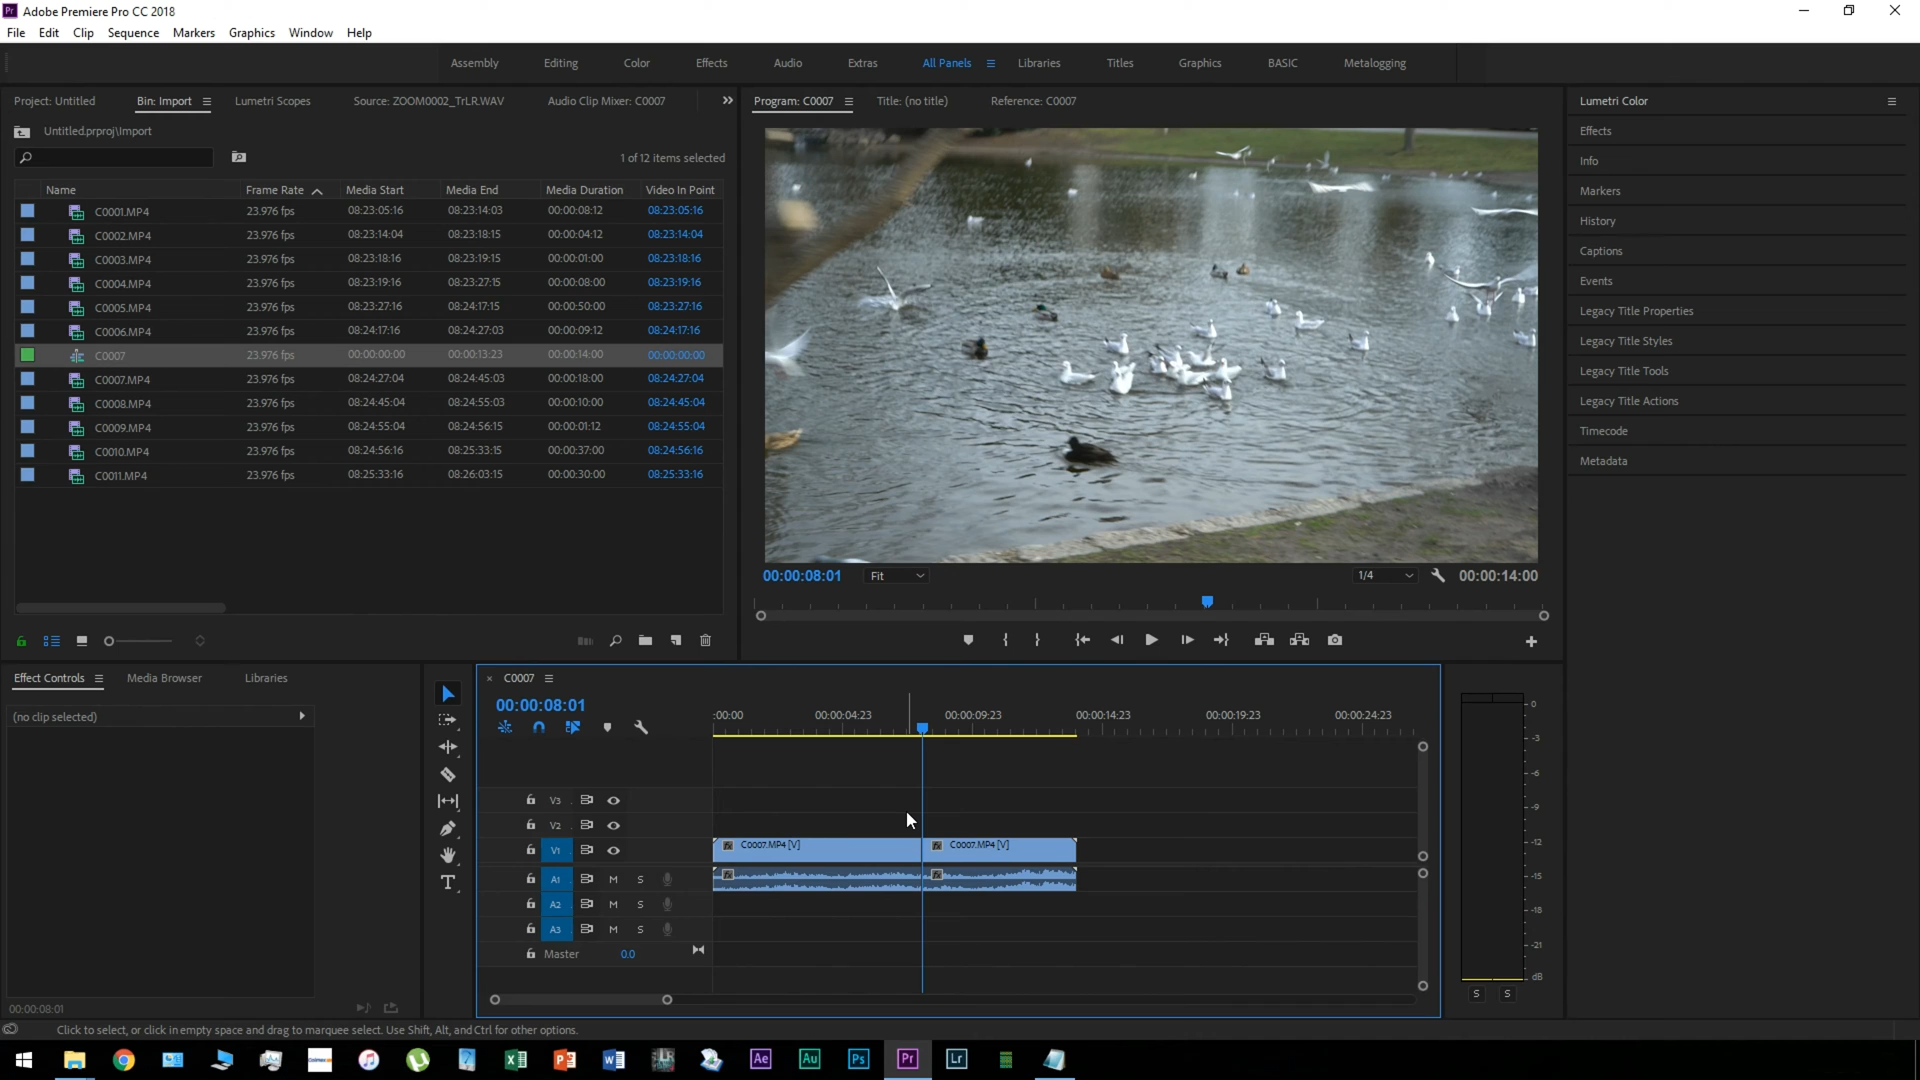 Pr Adobe Premiere Pro CC 2018
File Edit Clip Sequence Markers Graphics Window Help
Assembly Editing Color Effects Audio Extras All Panels Libraries Titles Graphics BASIC Metalogging
Project: Untitled Bin: Import Lumetri Scopes Source: ZOOM0002_TrLR.WAV Audio Clip Mixer: C0007
Untitled.prproj\Import
1 of 12 items selected
Name Frame Rate Media Start Media End Media Duration Video In Point
C0001.MP4 23.976 fps 08:23:05:16 08:23:14:03 00:00:08:12 08:23:05:16
C0002.MP4 23.976 fps 08:23:14:04 08:23:18:15 00:00:04:12 08:23:14:04
C0003.MP4 23.976 fps 08:23:18:16 08:23:19:15 00:00:01:00 08:23:18:16
C0004.MP4 23.976 fps 08:23:19:16 08:23:27:15 00:00:08:00 08:23:19:16
C0005.MP4 23.976 fps 08:23:27:16 08:24:17:15 00:00:50:00 08:23:27:16
C0006.MP4 23.976 fps 08:24:17:16 08:24:27:03 00:00:09:12 08:24:17:16
C0007 23.976 fps 00:00:00:00 00:00:13:23 00:00:14:00 00:00:00:00
C0007.MP4 23.976 fps 08:24:27:04 08:24:45:03 00:00:18:00 08:24:27:04
C0008.MP4 23.976 fps 08:24:45:04 08:24:55:03 00:00:10:00 08:24:45:04
C0009.MP4 23.976 fps 08:24:55:04 08:24:56:15 00:00:01:12 08:24:55:04
C0010.MP4 23.976 fps 08:24:56:16 08:25:33:15 00:00:37:00 08:24:56:16
C0011.MP4 23.976 fps 08:25:33:16 08:26:03:15 00:00:30:00 08:25:33:16
Program: C0007 Title: (no title) Reference: C0007
00:00:08:01 Fit 1/4 00:00:14:00
Lumetri Color
Effects
Info
Markers
History
Captions
Events
Legacy Title Properties
Legacy Title Styles
Legacy Title Tools
Legacy Title Actions
Timecode
Metadata
Effect Controls Media Browser Libraries
(no clip selected)
00:00:08:01
C0007
00:00:08:01
:00:00 00:00:04:23 00:00:09:23 00:00:14:23 00:00:19:23 00:00:24:23
V3
V2
V1 fx C0007.MP4 [V] fx C0007.MP4 [V]
A1 M S
A2 M S
A3 M S
Master 0.0
0
-3
-6
-9
-12
-15
-18
-21
dB
S S
Click to select, or click in empty space and drag to marquee select. Use Shift, Alt, and Ctrl for other options.
Ae Au Ps Pr Lr